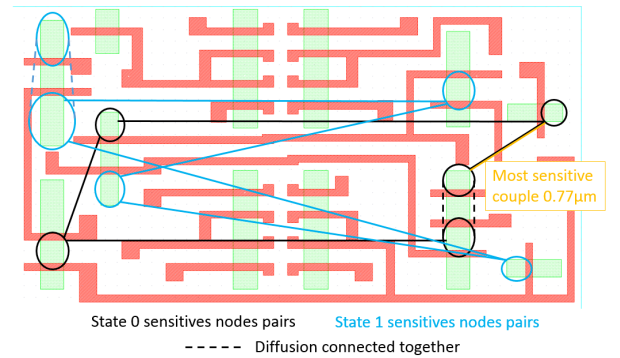 Most sensitive
couple 0.77µm
State 0 sensitives nodes pairs
State 1 sensitives nodes pairs
Diffusion connected together